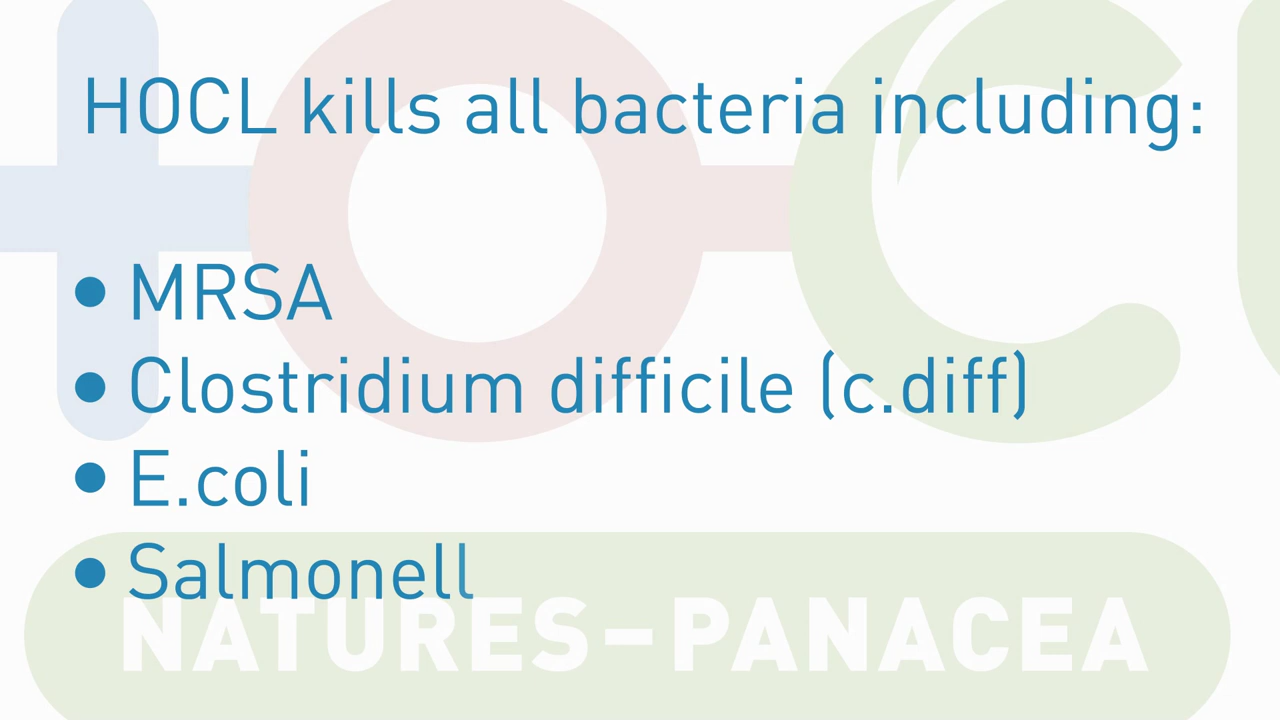 HOCL kills all bacteria including:
• MRSA
• Clostridium difficile (c.diff)
• E.coli
• Salmonell
NATURES-PANACEA